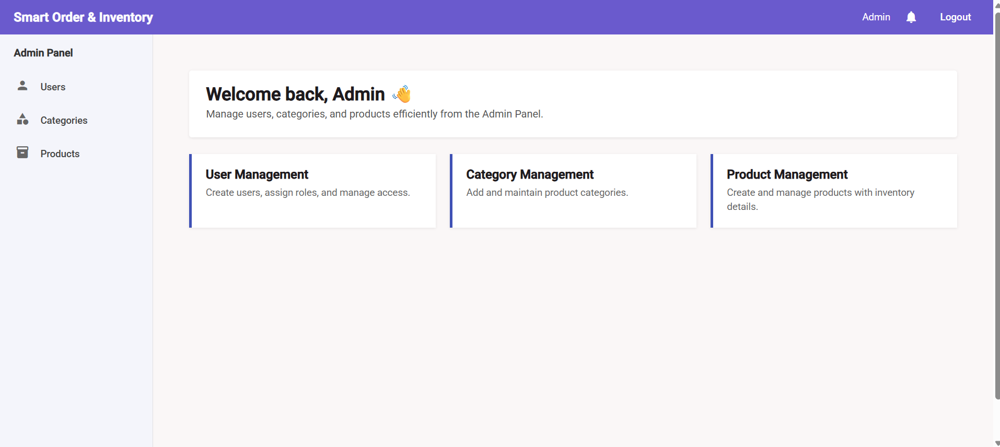 Smart Order & Inventory
Admin
Logout
Admin Panel
Users
Categories
Products
Welcome back, Admin 👋
Manage users, categories, and products efficiently from the Admin Panel.
User Management
Create users, assign roles, and manage access.
Category Management
Add and maintain product categories.
Product Management
Create and manage products with inventory
details.